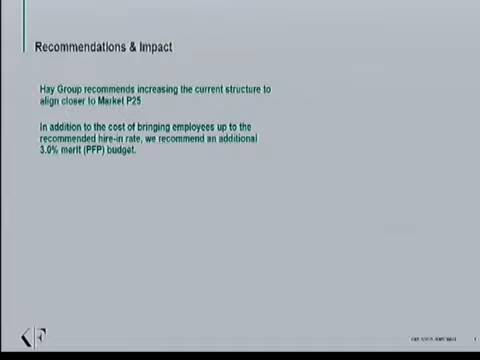 Recommendations & Impact
Hay Group recommends increasing the current structure to
align closer to Market P25
In addition to the cost of bringing employees up to the
recommended hire-in rate, we recommend an additional
3.0% merit (PFP) budget.
KF